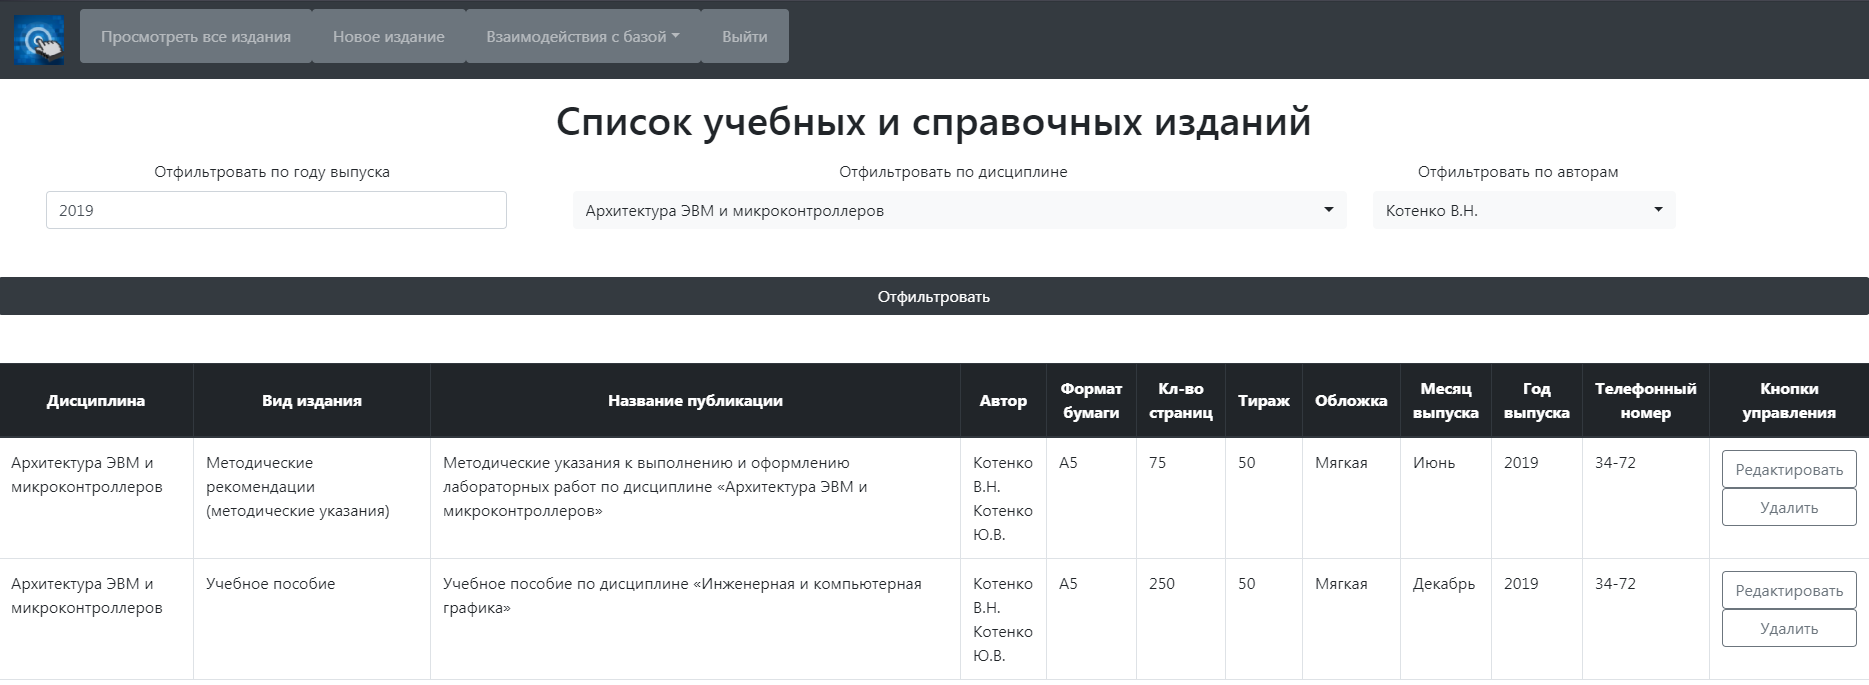 Просмотреть все издания
Новое издание
Взаимодействия с базой
Выйти
Список учебных и справочных изданий
Отфильтровать по году выпуска
Отфильтровать по дисциплине
Отфильтровать по авторам
2019
Архитектура ЭВМ и микроконтроллеров
Котенко В.Н.
Отфильтровать
Дисциплина
Вид издания
Название публикации
Автор
Формат
бумаги
Кл-во
страниц
Тираж
Обложка
Месяц
выпуска
Год
выпуска
Телефонный
номер
Кнопки
управления
Архитектура ЭВМ и
микроконтроллеров
Методические
рекомендации
(методические указания)
Методические указания к выполнению и оформлению
лабораторных работ по дисциплине «Архитектура ЭВМ и
микроконтроллеров»
Котенко
В.Н.
Котенко
Ю.В.
А5
75
50
Мягкая
Июнь
2019
34-72
Редактировать
Удалить
Архитектура ЭВМ и
микроконтроллеров
Учебное пособие
Учебное пособие по дисциплине «Инженерная и компьютерная
графика»
Котенко
В.Н.
Котенко
Ю.В.
А5
250
50
Мягкая
Декабрь
2019
34-72
Редактировать
Удалить